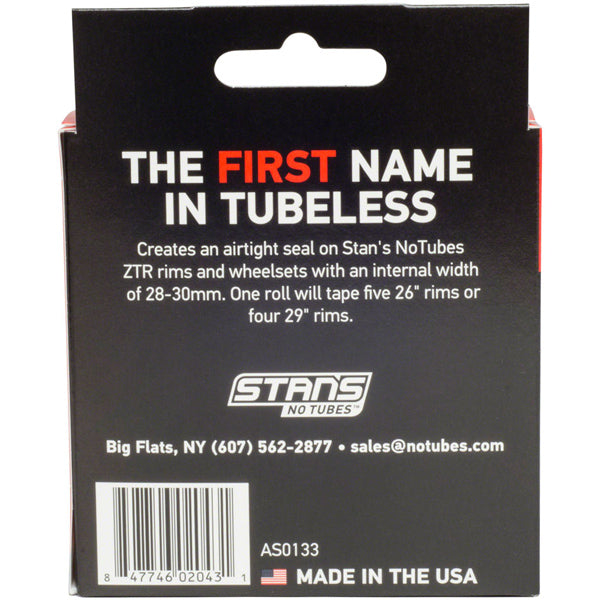 THE FIRST NAME
IN TUBELESS
Creates an airtight seal on Stan's NoTubes
ZTR rims and wheelsets with an internal width
of 28-30mm. One roll will tape five 26" rims or
four 29" rims.
STANS
NO TUBES™
Big Flats, NY (607) 562-2877 • sales@notubes.com
8 47746 02043 1
AS0133
MADE IN THE USA